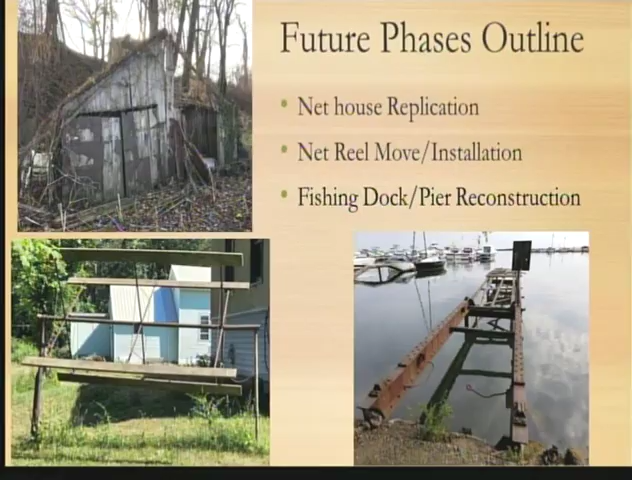 Future Phases Outline
Net house Replication
Net Reel Move/Installation
Fishing Dock/Pier Reconstruction